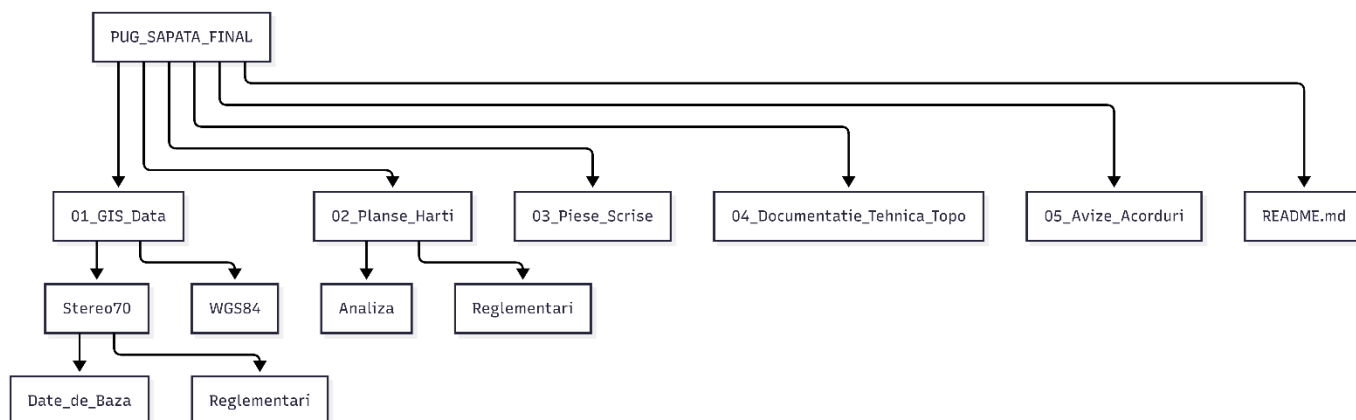 PUG_SAPATA_FINAL
01_GIS_Data
02_Planse_Harti
03_Piese_Scrise
04_Documentatie_Tehnica_Topo
05_Avize_Acorduri
README.md
Stereo70
WGS84
Analiza
Reglementari
Date_de_Baza
Reglementari